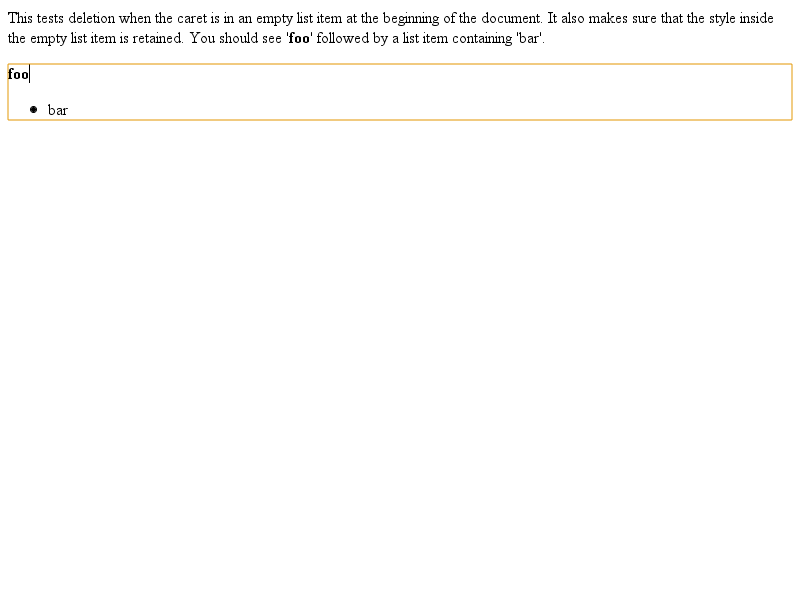 This tests deletion when the caret is in an empty list item at the beginning of the document. It also makes sure that the style inside
the empty list item is retained. You should see 'foo' followed by a list item containing 'bar'.
foo
• bar